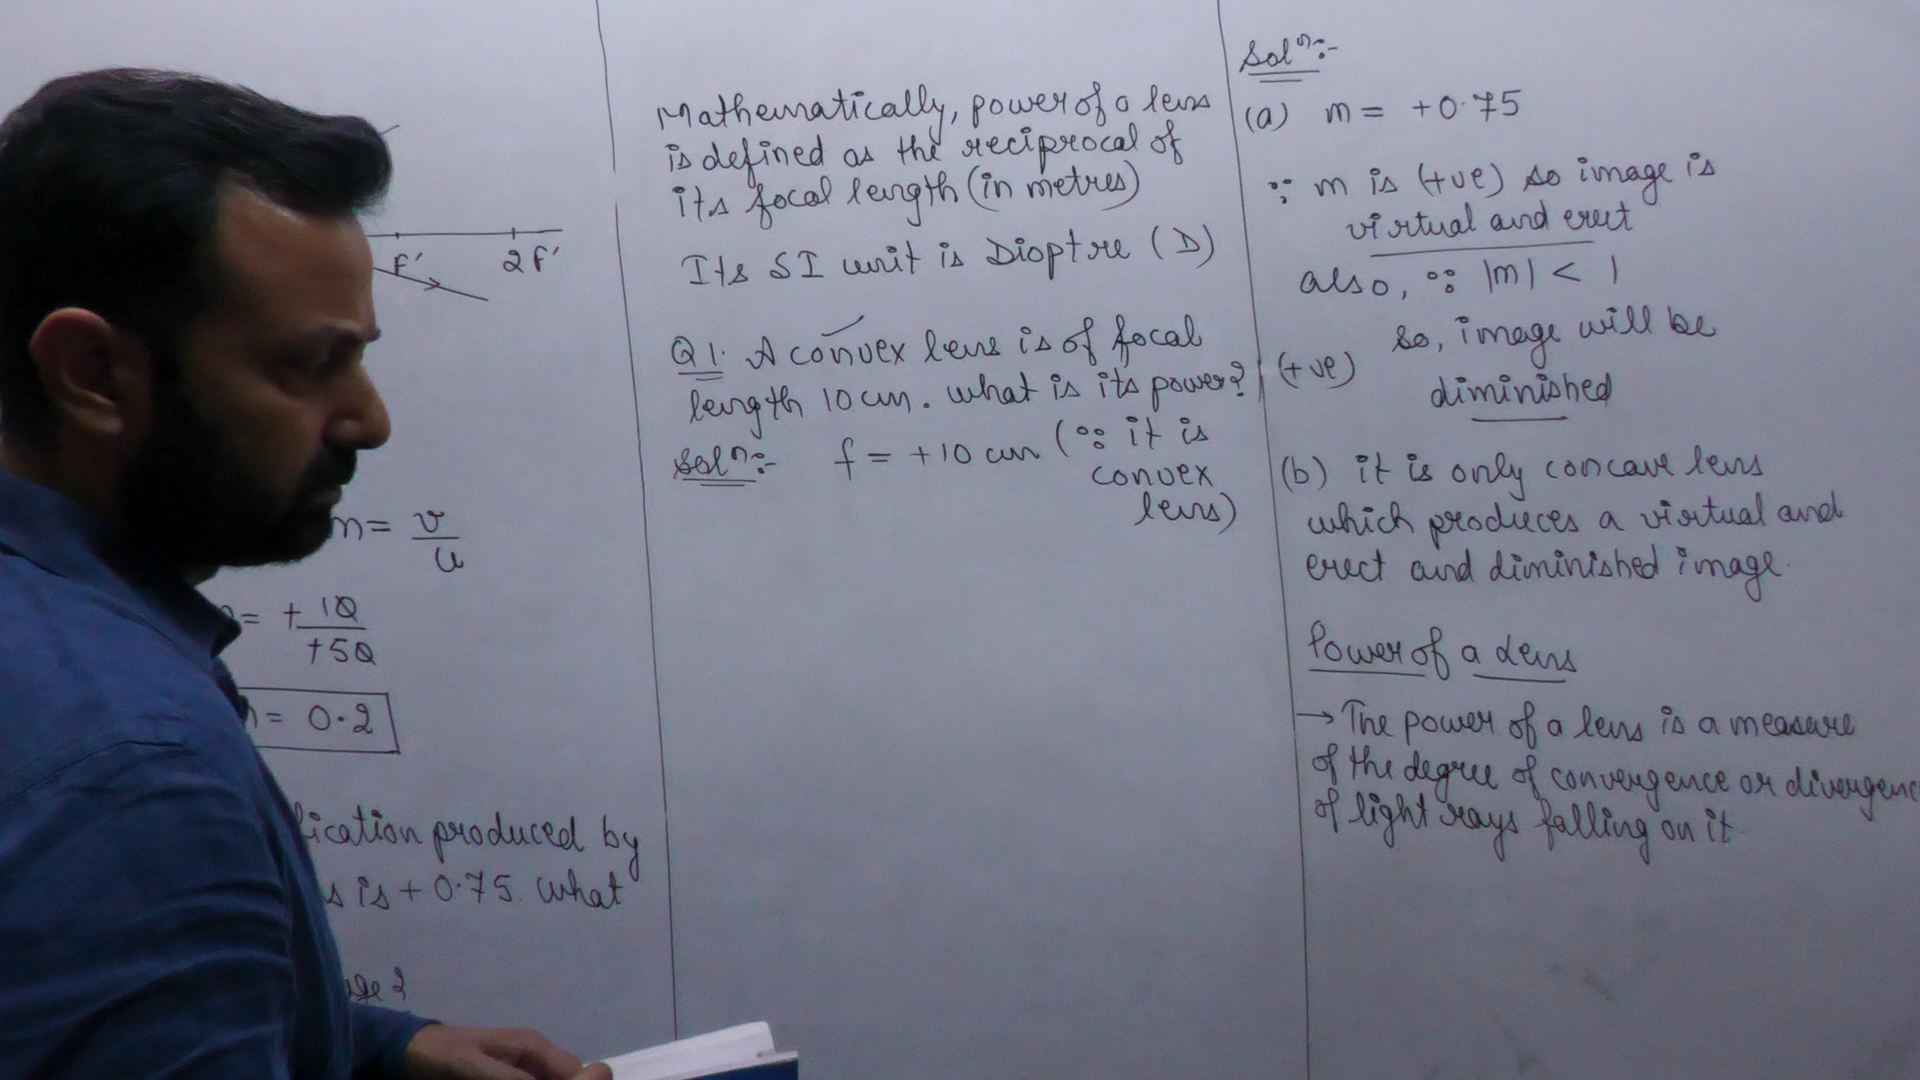 F'
2F'
m = v/u
= +10/+50
= 0.2
ication produced by
s is + 0.75. What
Mathematically, power of a lens
is defined as the reciprocal of
its focal length (in metres)
Its SI unit is Dioptre (D)
Q1. A convex lens is of focal
length 10 cm. what is its power?
Solⁿ:-
f = +10 cm (∵ it is
convex
lens)
Solⁿ:-
(a) m = +0.75
∵ m is (+ve) so image is
virtual and erect
also, ∵ |m| < 1
so, image will be
(+ve)
diminished
(b) it is only concave lens
which produces a virtual and
erect and diminished image.
Power of a Lens
→ The power of a lens is a measure
of the degree of convergence or divergenc
of light rays falling on it.